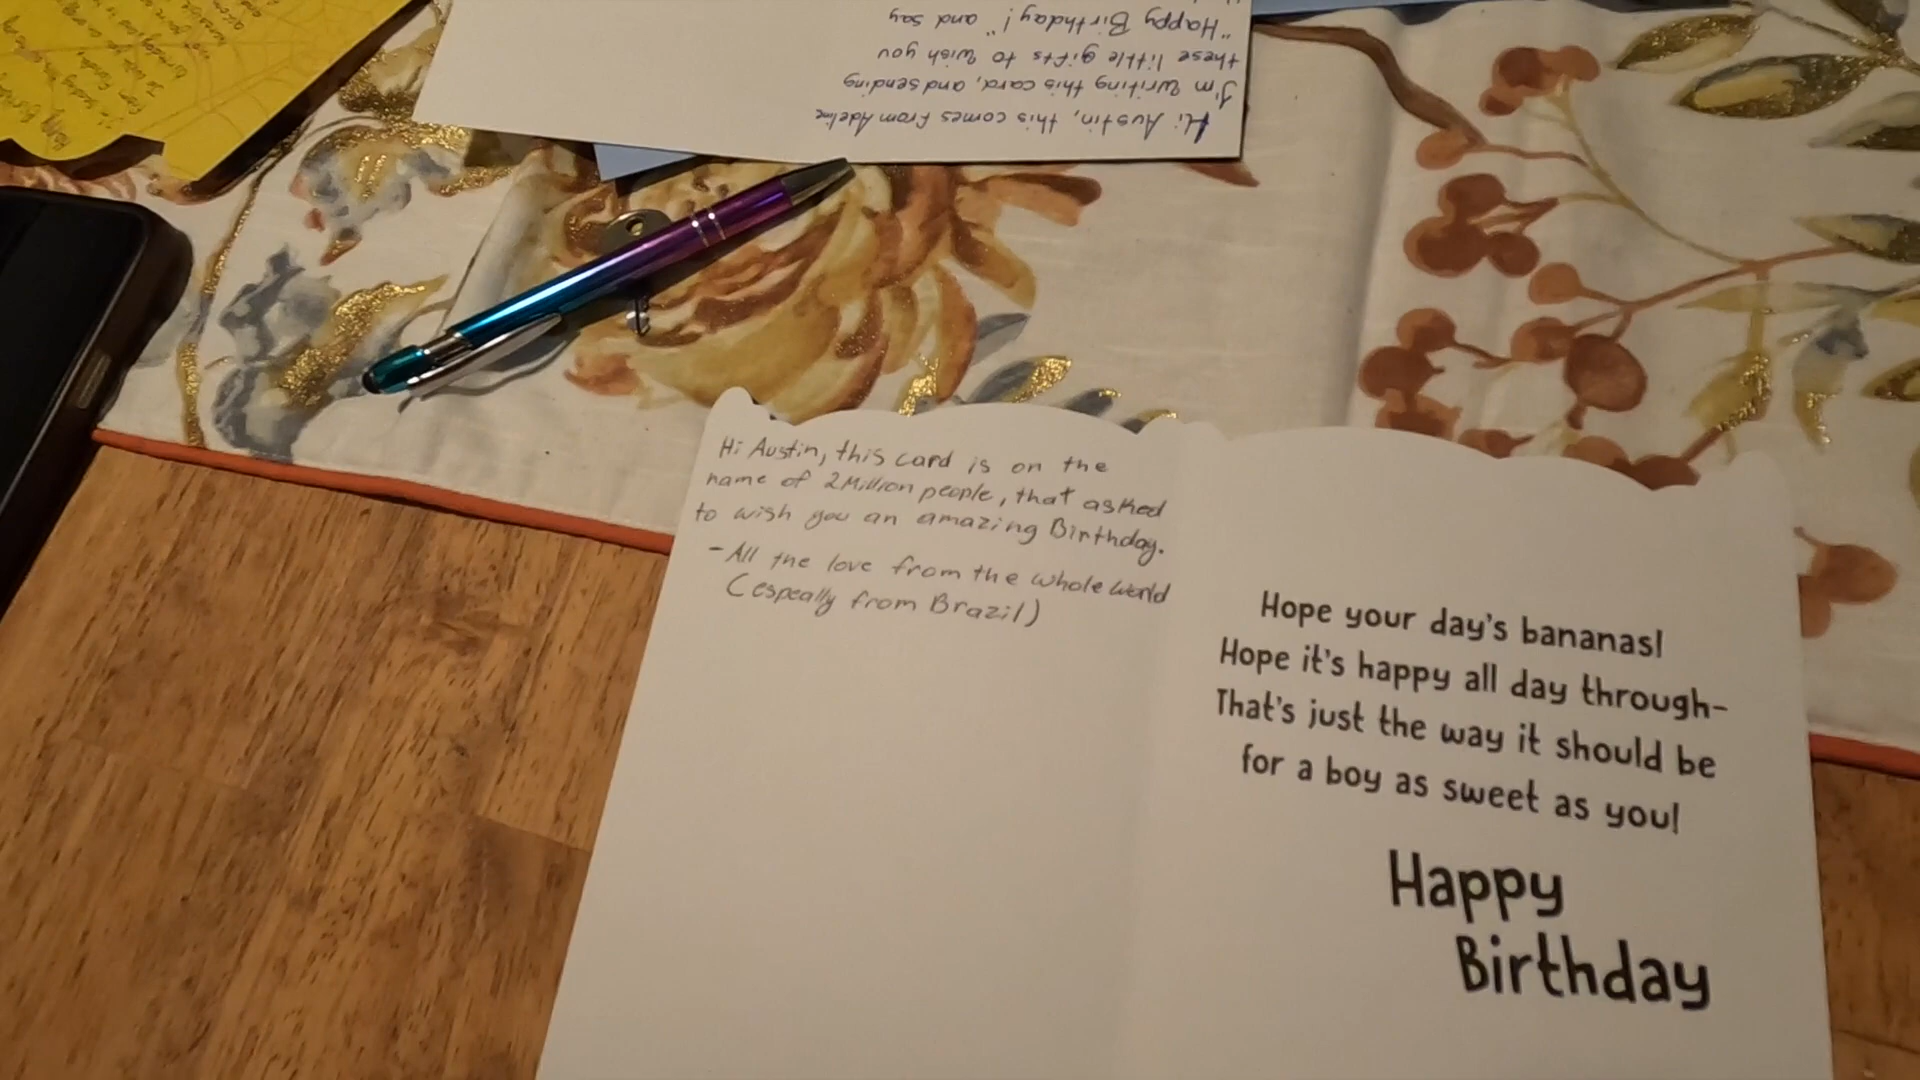 Hi Austin, this comes from Adeline
I'm writing this card, and sending
these little gifts to wish you
"Happy Birthday!" and say
Hi Austin, this card is on the
name of 2Million people, that asked
to wish you an amazing Birthday.
- All the love from the whole world
(espeally from Brazil)
Hope your day's bananas!
Hope it's happy all day through-
That's just the way it should be
for a boy as sweet as you!
Happy
Birthday